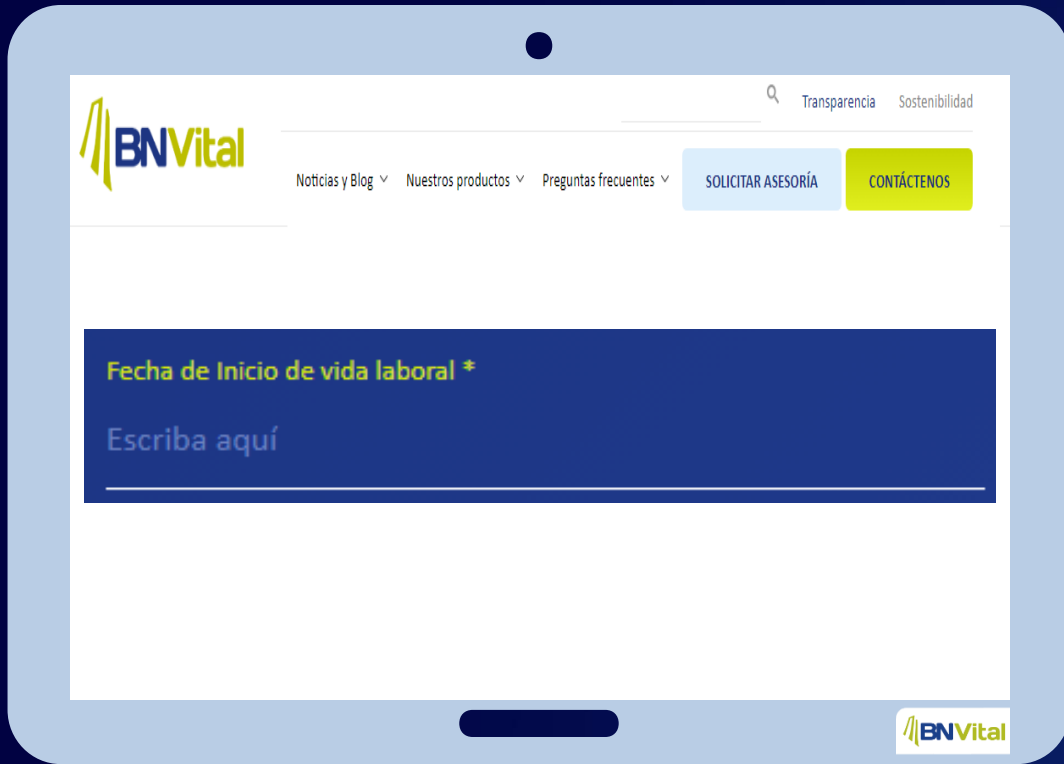 Transparencia Sostenibilidad
BNVital
Noticias y Blog Nuestros productos Preguntas frecuentes SOLICITAR ASESORÍA CONTÁCTENOS
Fecha de Inicio de vida laboral *
Escriba aquí
BNVital